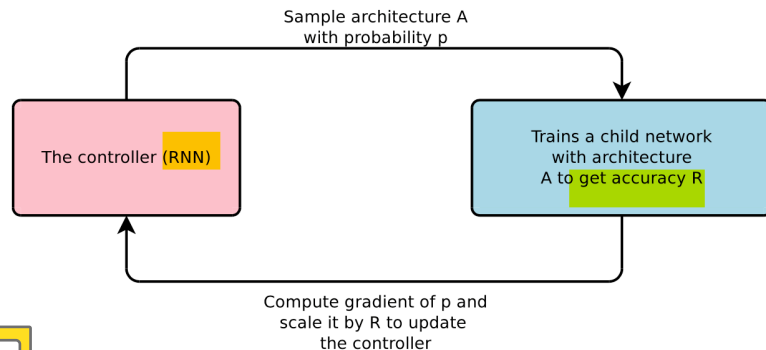 Sample architecture A
with probability p
The controller (RNN)
Trains a child network
with architecture
A to get accuracy R
Compute gradient of p and
scale it by R to update
the controller